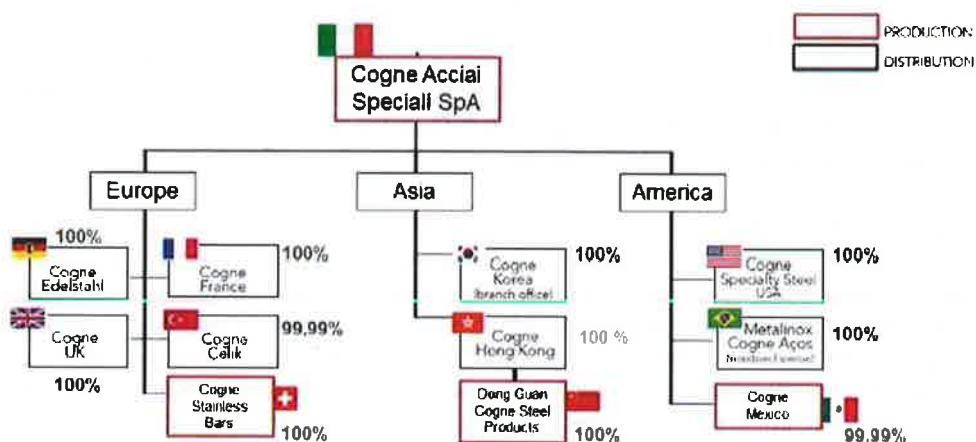 PRODUCTION
DISTRIBUTION
Cogne Acciai
Speciali SpA
Europe
Asia
America
100%
Cogne
Edelstahl
100%
Cogne
France
Cogne
UK
100%
99,99%
Cogne
Çelik
Cogne
Stainless
Bars
100%
100%
Cogne
Korea
(branch office)
100 %
Cogne
Hong Kong
Dong Guan
Cogne Steel
Products
100%
100%
Cogne
Specialty Steel
USA
100%
Metalinox
Cogne Aços
Cogne
Mexico
99,99%